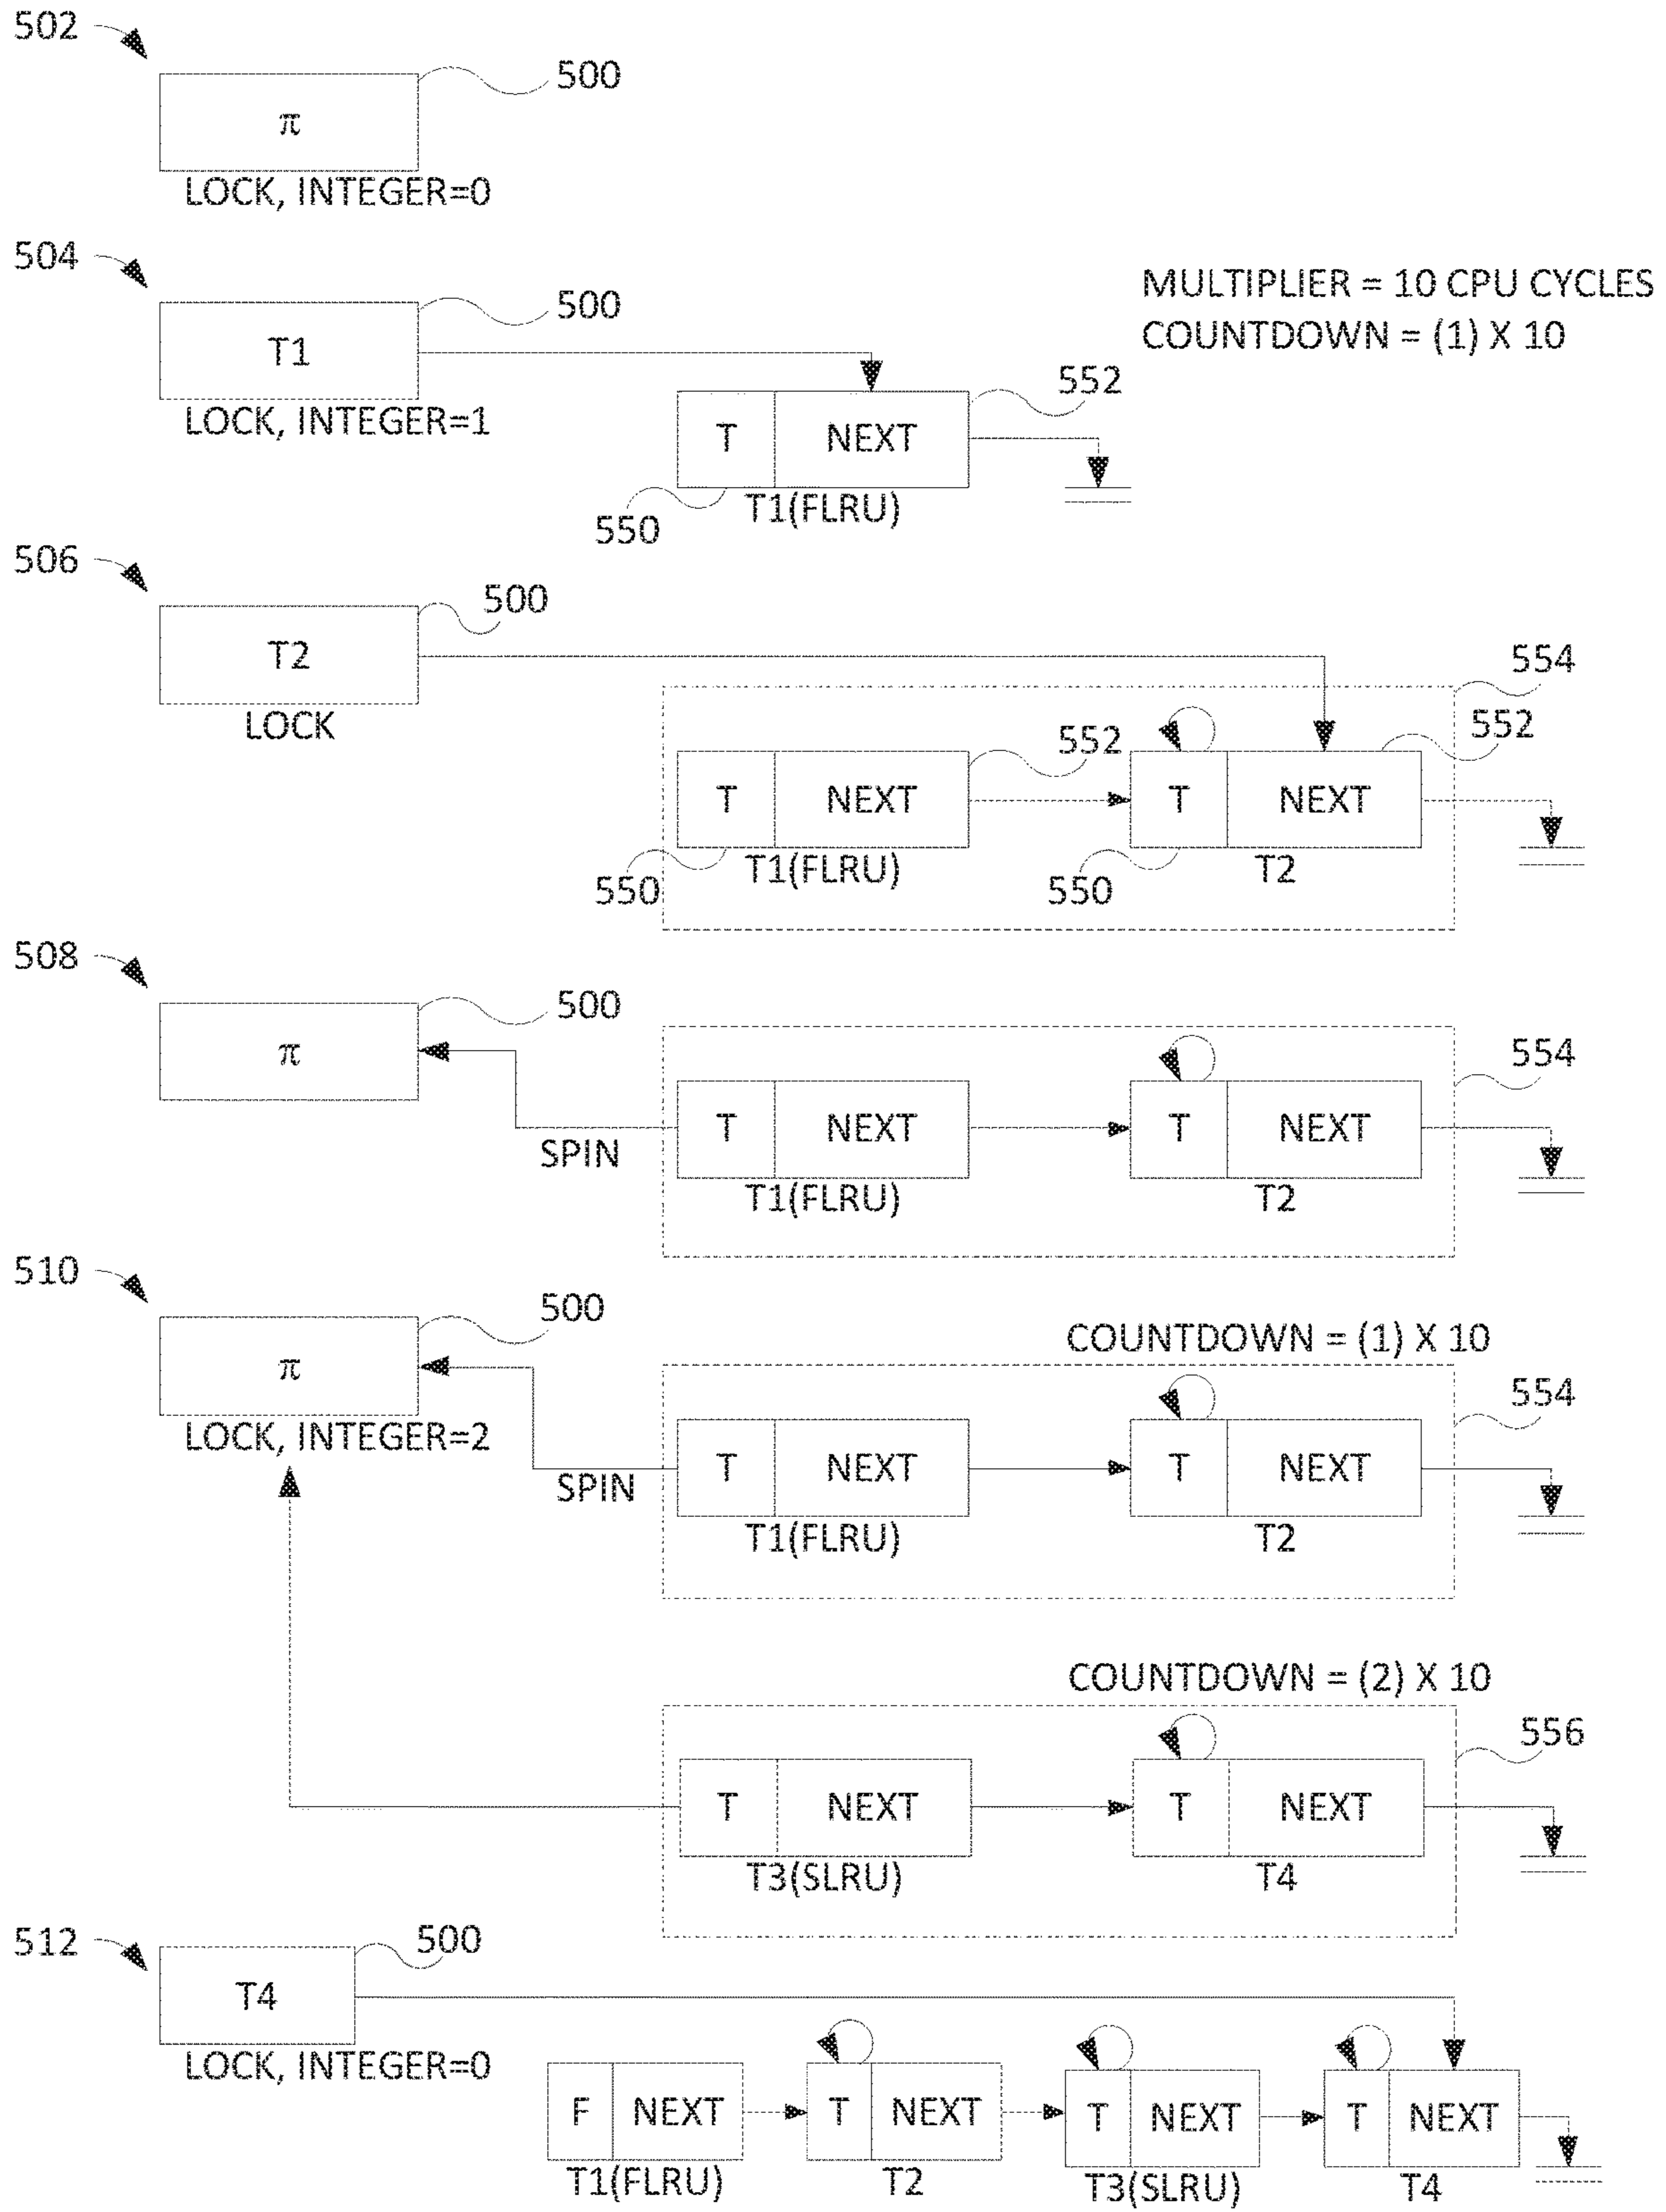 502
500
π
LOCK, INTEGER=0
504
500
T1
LOCK, INTEGER=1
MULTIPLIER = 10 CPU CYCLES
COUNTDOWN = (1) X 10
552
T NEXT
T1(FLRU)
550
506
500
T2
LOCK
554
552
552
T NEXT T NEXT
T1(FLRU) T2
550 550
508
500
π
554
T NEXT T NEXT
SPIN
T1(FLRU) T2
510
500
COUNTDOWN = (1) X 10
π
554
LOCK, INTEGER=2
T NEXT T NEXT
SPIN
T1(FLRU) T2
COUNTDOWN = (2) X 10
556
T NEXT T NEXT
T3(SLRU) T4
512
500
T4
LOCK, INTEGER=0
F NEXT T NEXT T NEXT T NEXT
T1(FLRU) T2 T3(SLRU) T4